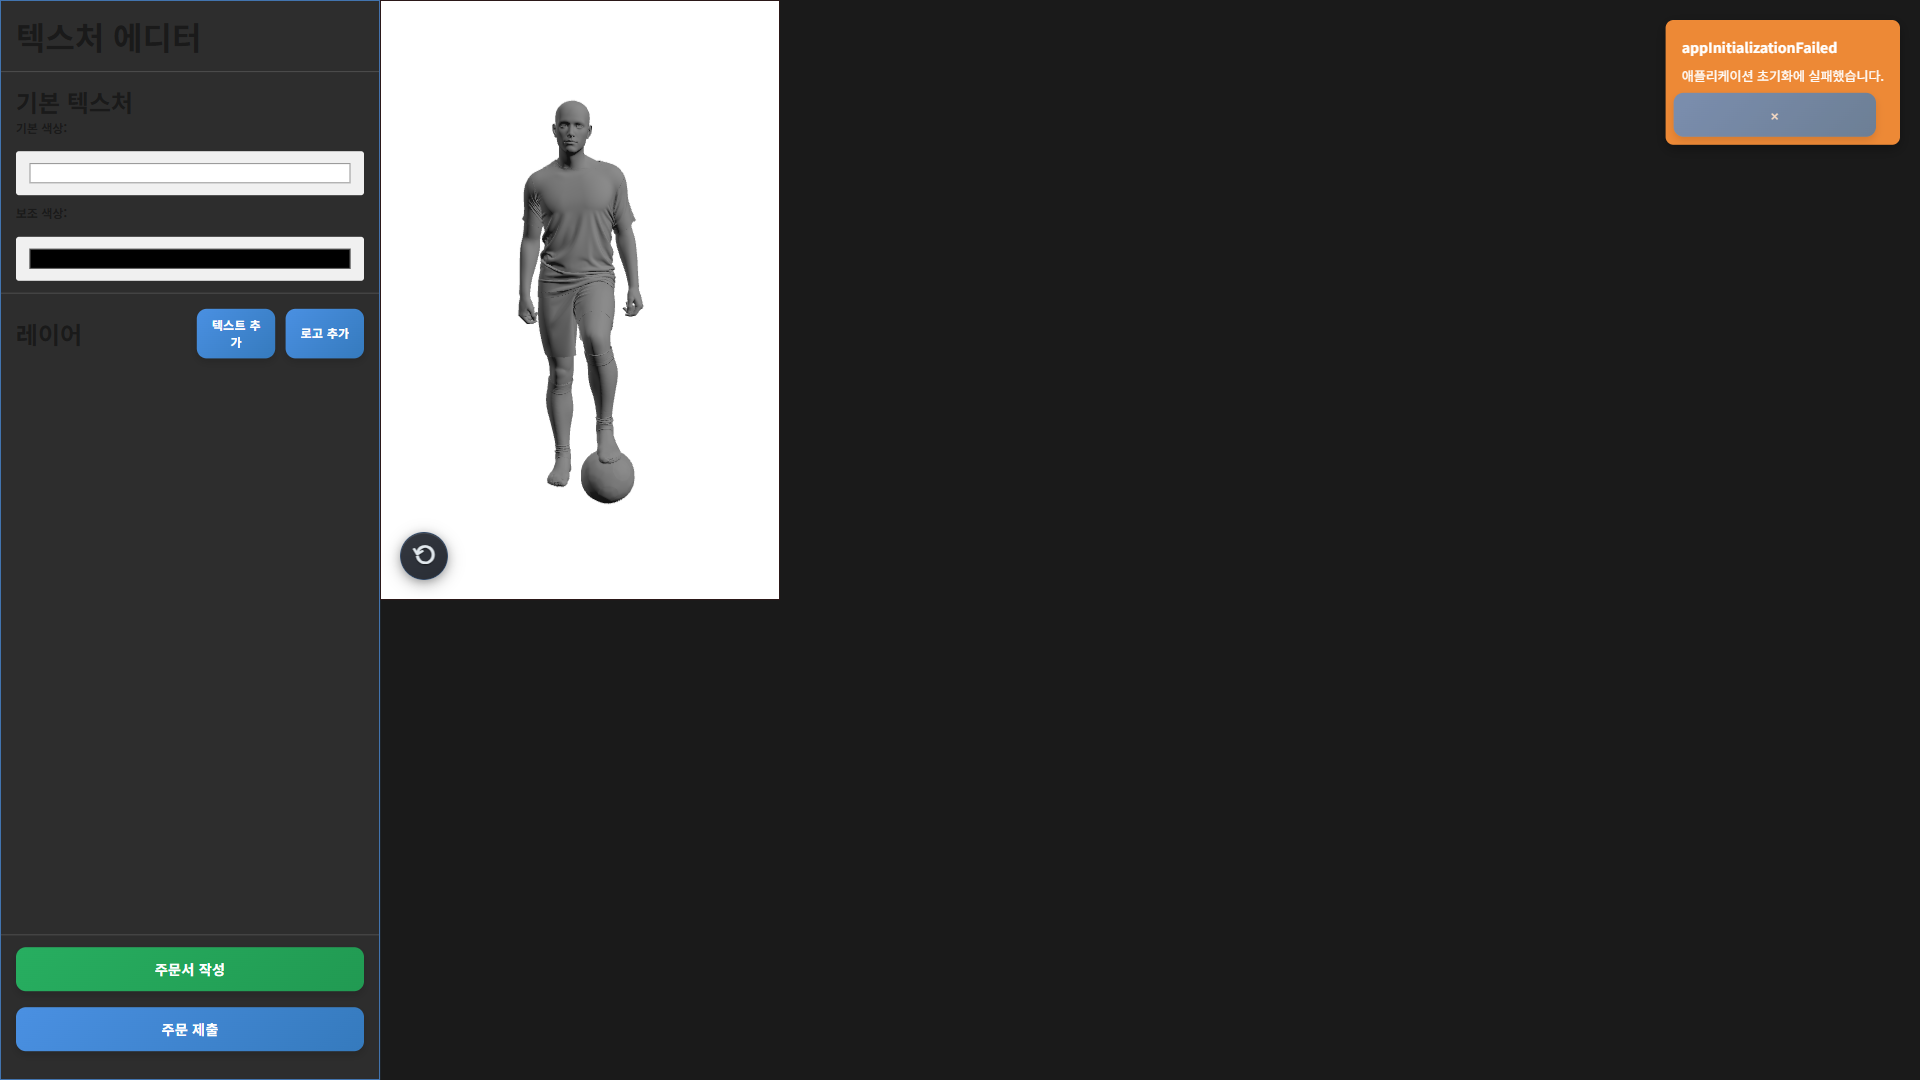 텍스처 에디터
기본 텍스처
기본 색상:
보조 색상:
레이어
텍스트 추
가
로고 추가
주문서 작성
주문 제출
appInitializationFailed
애플리케이션 초기화에 실패했습니다.
×